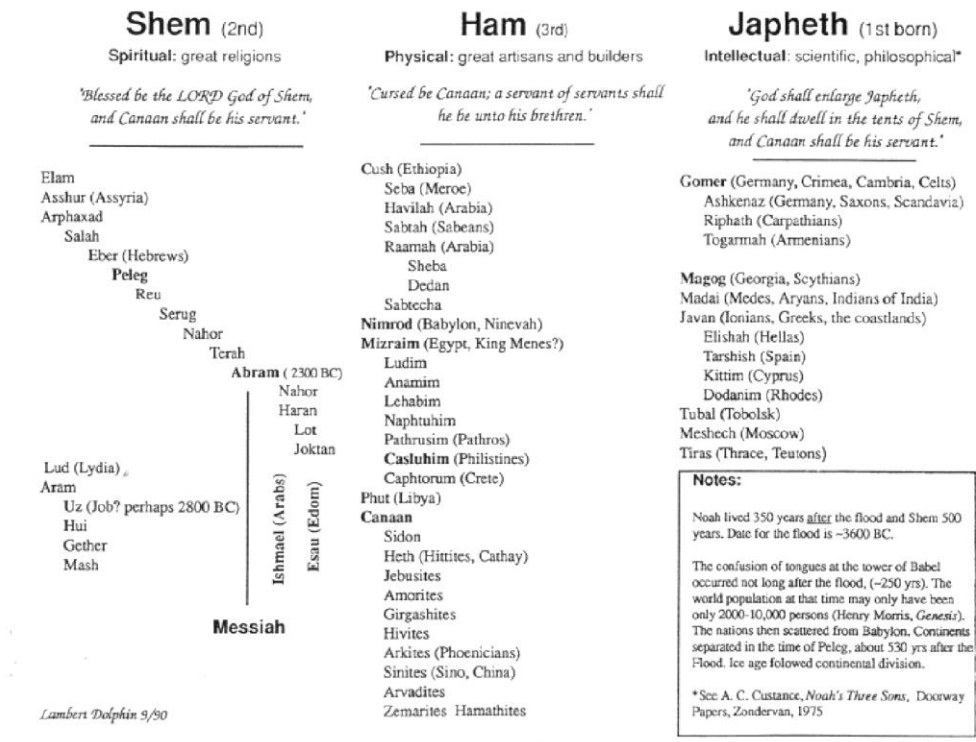 Shem (2nd)
Spiritual: great religions
"Blessed be the LORD God of Shem,
and Canaan shall be his servant."
Elam
Asshur (Assyria)
Arphaxad
Salah
Eber (Hebrews)
Peleg
Reu
Serug
Nahor
Terah
Abram ( 2300 BC)
Nahor
Haran
Lot
Joktan
Ishmael (Arabs)
Esau (Edom)
Lud (Lydia)
Aram
Uz (Job? perhaps 2800 BC)
Hui
Gether
Mash
Messiah
Lambert Dolphin 9/90
Ham (3rd)
Physical: great artisans and builders
"Cursed be Canaan; a servant of servants shall
he be unto his brethren."
Cush (Ethiopia)
Seba (Meroe)
Havilah (Arabia)
Sabtah (Sabeans)
Raamah (Arabia)
Sheba
Dedan
Sabtecha
Nimrod (Babylon, Ninevah)
Mizraim (Egypt, King Menes?)
Ludim
Anamim
Lehabim
Naphtuhim
Pathrusim (Pathros)
Casluhim (Philistines)
Caphtorum (Crete)
Phut (Libya)
Canaan
Sidon
Heth (Hittites, Cathay)
Jebusites
Amorites
Girgashites
Hivites
Arkites (Phoenicians)
Sinites (Sino, China)
Arvadites
Zemarites Hamathites
Japheth (1st born)
Intellectual: scientific, philosophical*
"God shall enlarge Japheth,
and he shall dwell in the tents of Shem,
and Canaan shall be his servant."
Gomer (Germany, Crimea, Cambria, Celts)
Ashkenaz (Germany, Saxons, Scandavia)
Riphath (Carpathians)
Togarmah (Armenians)
Magog (Georgia, Scythians)
Madai (Medes, Aryans, Indians of India)
Javan (Ionians, Greeks, the coastlands)
Elishah (Hellas)
Tarshish (Spain)
Kittim (Cyprus)
Dodanim (Rhodes)
Tubal (Tobolsk)
Meshech (Moscow)
Tiras (Thrace, Teutons)
Notes:
Noah lived 350 years after the flood and Shem 500
years. Date for the flood is ~3600 BC.
The confusion of tongues at the tower of Babel
occurred not long after the flood, (~250 yrs). The
world population at that time may only have been
only 2000-10,000 persons (Henry Morris, Genesis).
The nations then scattered from Babylon. Continents
separated in the time of Peleg, about 530 yrs after the
Flood. Ice age folowed continental division.
*See A. C. Custance, Noah's Three Sons, Doorway
Papers, Zondervan, 1975